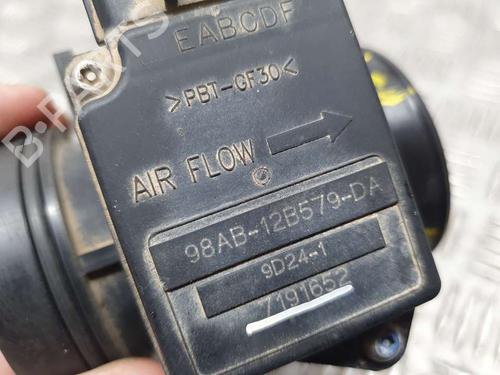 EABCDF
>PBT-GF30<
AIR FLOW
98AB-12B579-DA
9D24-1
7191652
B-PARTS